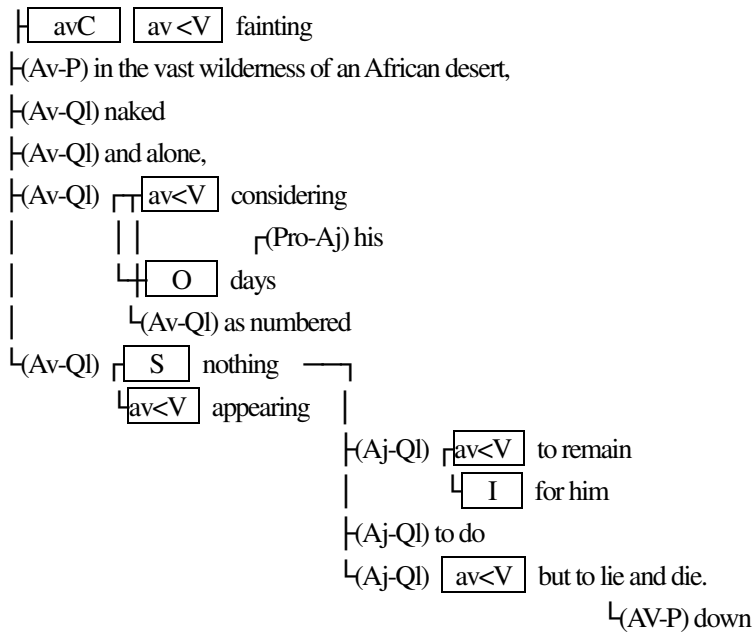 avC av<V fainting
(Av-P) in the vast wilderness of an African desert,
(Av-Ql) naked
(Av-Ql) and alone,
(Av-Ql) av<V considering
(Pro-Aj) his
O days
(Av-Ql) as numbered
(Av-Ql) S nothing
av<V appearing
(Aj-Ql) av<V to remain
I for him
(Aj-Ql) to do
(Aj-Ql) av<V but to lie and die.
(AV-P) down